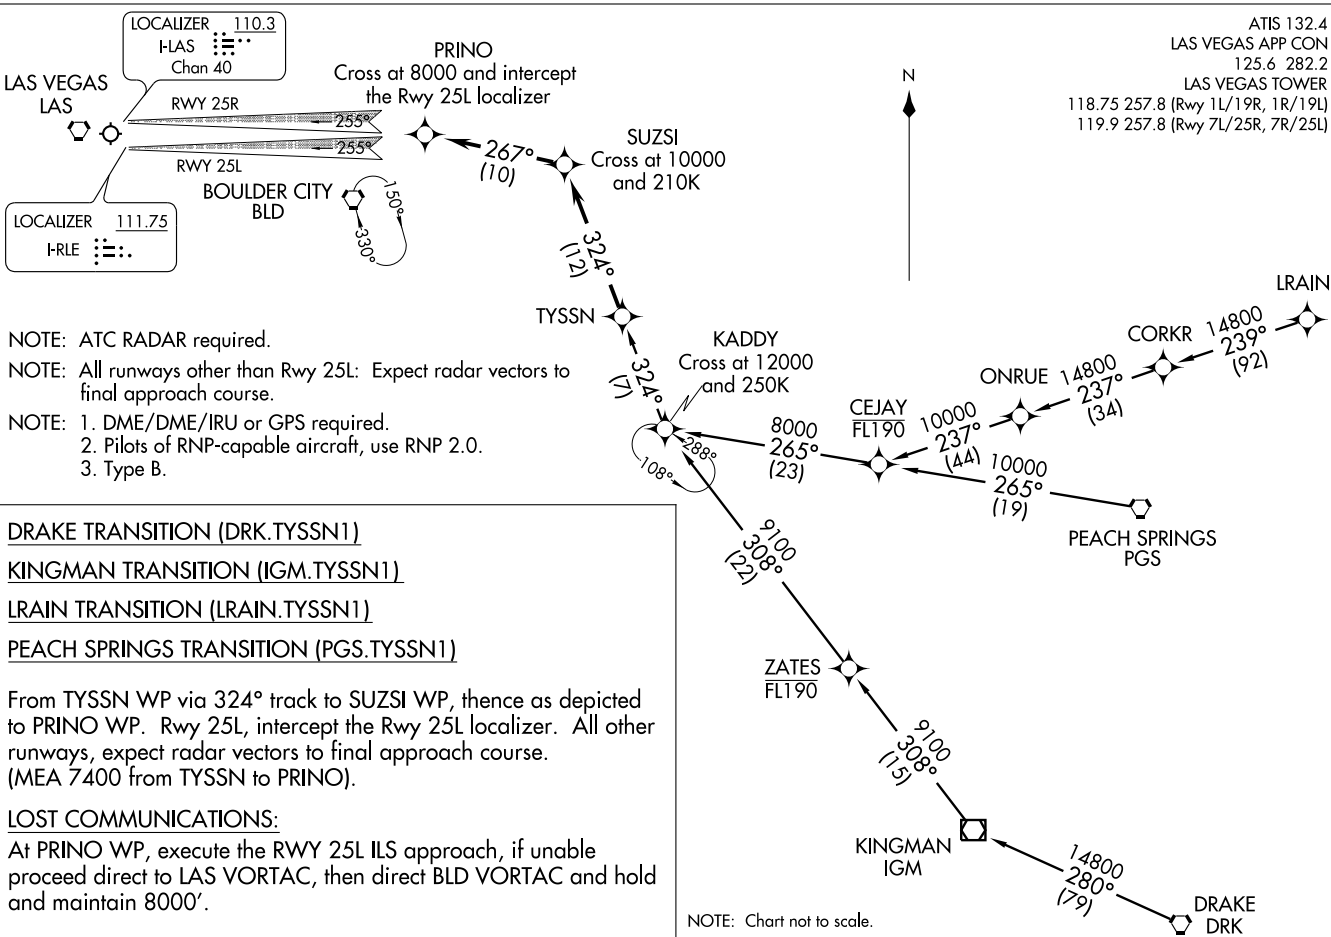 LOCALIZER 110.3
I-LAS
Chan 40
LAS VEGAS
LAS
RWY 25R
255°
255°
RWY 25L
LOCALIZER 111.75
I-RLE
PRINO
Cross at 8000 and intercept
the Rwy 25L localizer
267°
(10)
SUZSI
Cross at 10000
and 210K
BOULDER CITY
BLD
150°
330°
N
ATIS 132.4
LAS VEGAS APP CON
125.6 282.2
LAS VEGAS TOWER
118.75 257.8 (Rwy 1L/19R, 1R/19L)
119.9 257.8 (Rwy 7L/25R, 7R/25L)
324°
(12)
TYSSN
324°
(7)
KADDY
Cross at 12000
and 250K
288°
108°
8000
265°
(23)
CEJAY
FL190
10000
237°
(44)
ONRUE
14800
237°
(34)
CORKR
14800
239°
(92)
LRAIN
10000
265°
(19)
PEACH SPRINGS
PGS
9100
308°
(22)
ZATES
FL190
9100
308°
(15)
KINGMAN
IGM
14800
280°
(79)
DRAKE
DRK
NOTE: ATC RADAR required.
NOTE: All runways other than Rwy 25L: Expect radar vectors to
final approach course.
NOTE: 1. DME/DME/IRU or GPS required.
2. Pilots of RNP-capable aircraft, use RNP 2.0.
3. Type B.
DRAKE TRANSITION (DRK.TYSSN1)
KINGMAN TRANSITION (IGM.TYSSN1)
LRAIN TRANSITION (LRAIN.TYSSN1)
PEACH SPRINGS TRANSITION (PGS.TYSSN1)
From TYSSN WP via 324° track to SUZSI WP, thence as depicted
to PRINO WP. Rwy 25L, intercept the Rwy 25L localizer. All other
runways, expect radar vectors to final approach course.
(MEA 7400 from TYSSN to PRINO).
LOST COMMUNICATIONS:
At PRINO WP, execute the RWY 25L ILS approach, if unable
proceed direct to LAS VORTAC, then direct BLD VORTAC and hold
and maintain 8000'.
NOTE: Chart not to scale.